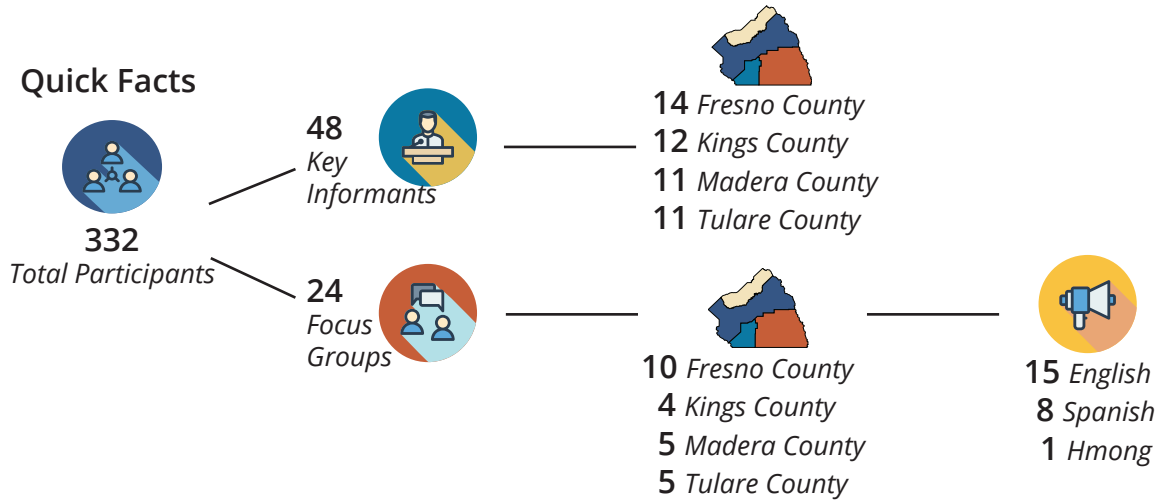 Quick Facts
332
Total Participants
48
Key
Informants
14 Fresno County
12 Kings County
11 Madera County
11 Tulare County
24
Focus
Groups
10 Fresno County
4 Kings County
5 Madera County
5 Tulare County
15 English
8 Spanish
1 Hmong